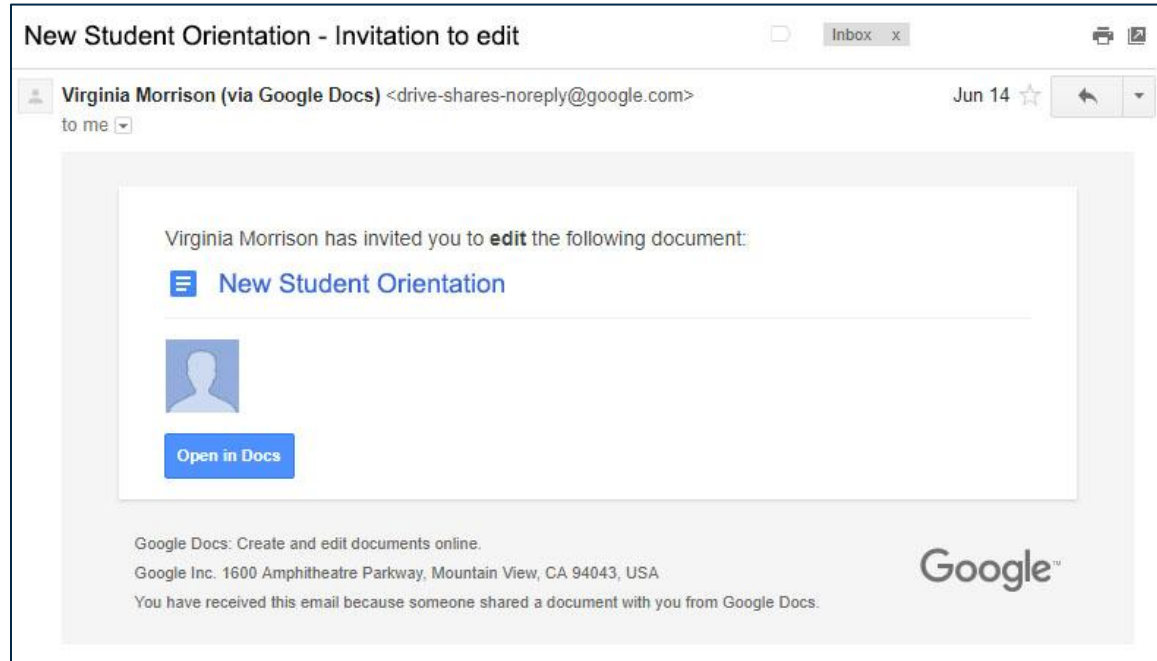 New Student Orientation - Invitation to edit
Inbox x
Virginia Morrison (via Google Docs) <drive-shares-noreply@google.com>
Jun 14
to me
Virginia Morrison has invited you to edit the following document:
New Student Orientation
Open in Docs
Google Docs: Create and edit documents online.
Google Inc. 1600 Amphitheatre Parkway, Mountain View, CA 94043, USA
You have received this email because someone shared a document with you from Google Docs.
Google™